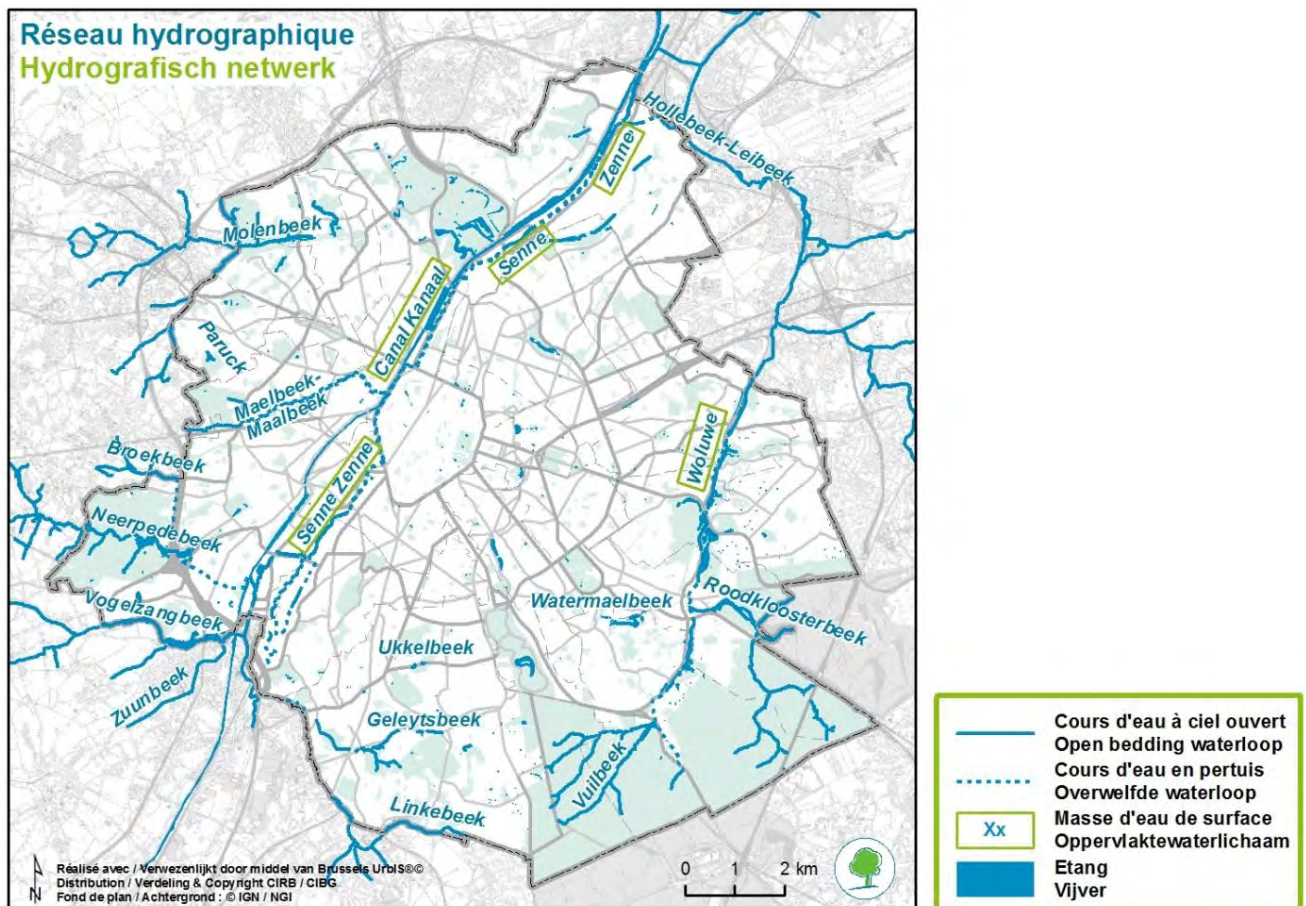 Réseau hydrographique
Hydrografisch netwerk
Hollebeek-Leibeek
Zenne
Molenbeek
Senne
Canal Kanaal
Paruck
Maelbeek-
Maalbeek
Woluwe
Broekbeek
Senne Zenne
Neerpedebeek
Vogelzangbeek
Watermaelbeek
Roodkloosterbeek
Ukkelbeek
Zuunbeek
Geleytsbeek
Vuilbeek
Linkebeek
N
Réalisé avec / Verwezenlijkt door middel van Brussels UrbIS®©
Distribution / Verdeling & Copyright CIRB / CIBG
Fond de plan / Achtergrond : © IGN / NGI
0 1 2 km
Cours d'eau à ciel ouvert
Open bedding waterloop
Cours d'eau en pertuis
Overwelfde waterloop
Xx
Masse d'eau de surface
Oppervlaktewaterlichaam
Etang
Vijver